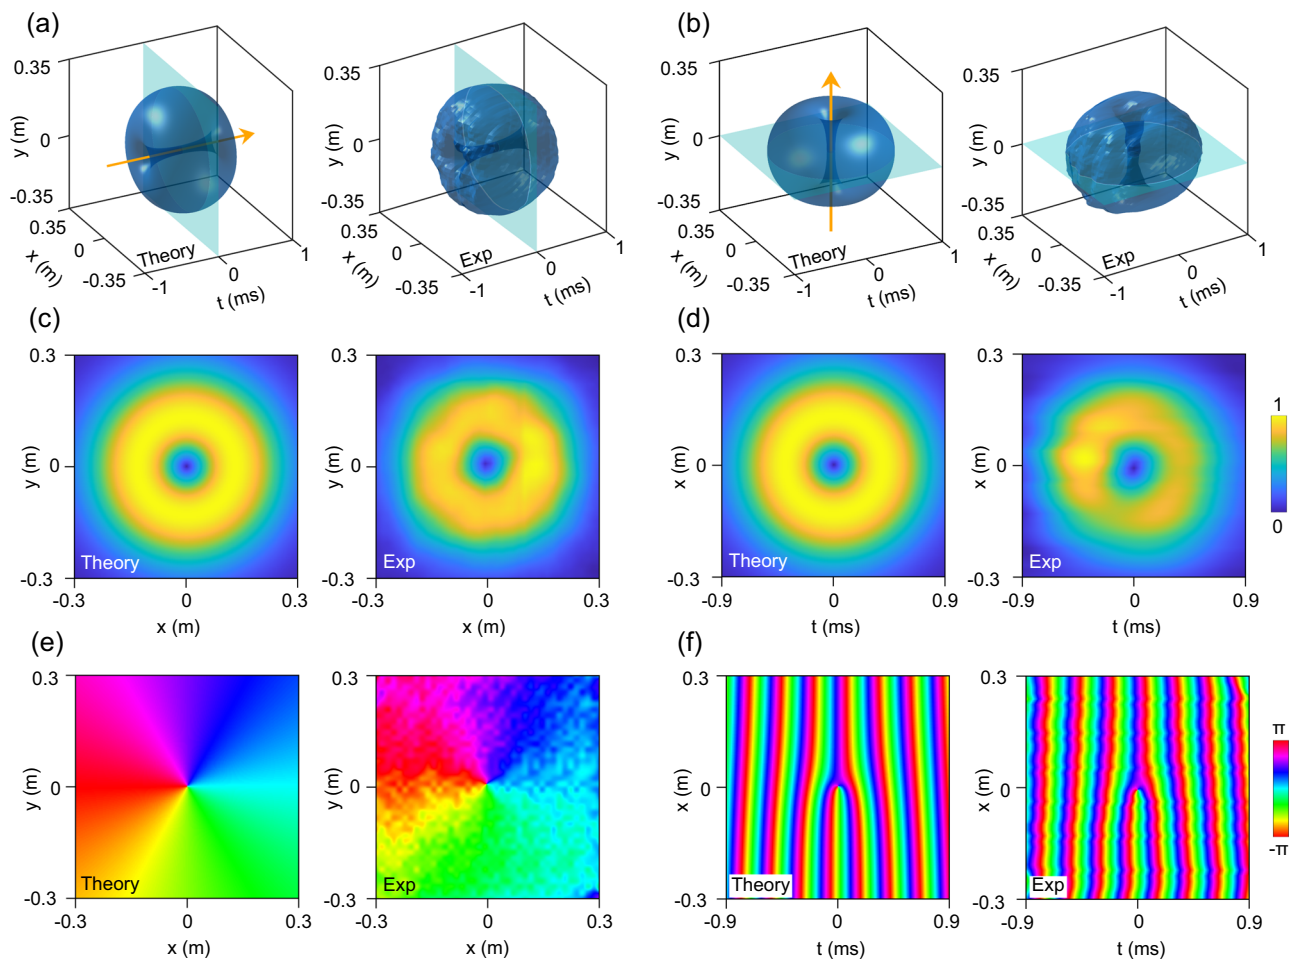 (a)
0.35
y (m)
0
-0.35
0.35
x (m)
0
-0.35
-1
Theory
0
t (ms)
1
0.35
y (m)
0
-0.35
0.35
x (m)
0
-0.35
-1
Exp
0
t (ms)
1
(b)
0.35
y (m)
0
-0.35
0.35
x (m)
0
-0.35
-1
Theory
0
t (ms)
1
0.35
y (m)
0
-0.35
0.35
x (m)
0
-0.35
-1
Exp
0
t (ms)
1
(c)
0.3
y (m)
0
-0.3
Theory
-0.3 0 0.3
x (m)
0.3
y (m)
0
-0.3
Exp
-0.3 0 0.3
x (m)
(d)
0.3
x (m)
0
-0.3
Theory
-0.9 0 0.9
t (ms)
0.3
x (m)
0
-0.3
Exp
-0.9 0 0.9
t (ms)
1
0
(e)
0.3
y (m)
0
-0.3
Theory
-0.3 0 0.3
x (m)
0.3
y (m)
0
-0.3
Exp
-0.3 0 0.3
x (m)
(f)
0.3
x (m)
0
-0.3
Theory
-0.9 0 0.9
t (ms)
0.3
x (m)
0
-0.3
Exp
-0.9 0 0.9
t (ms)
π
-π